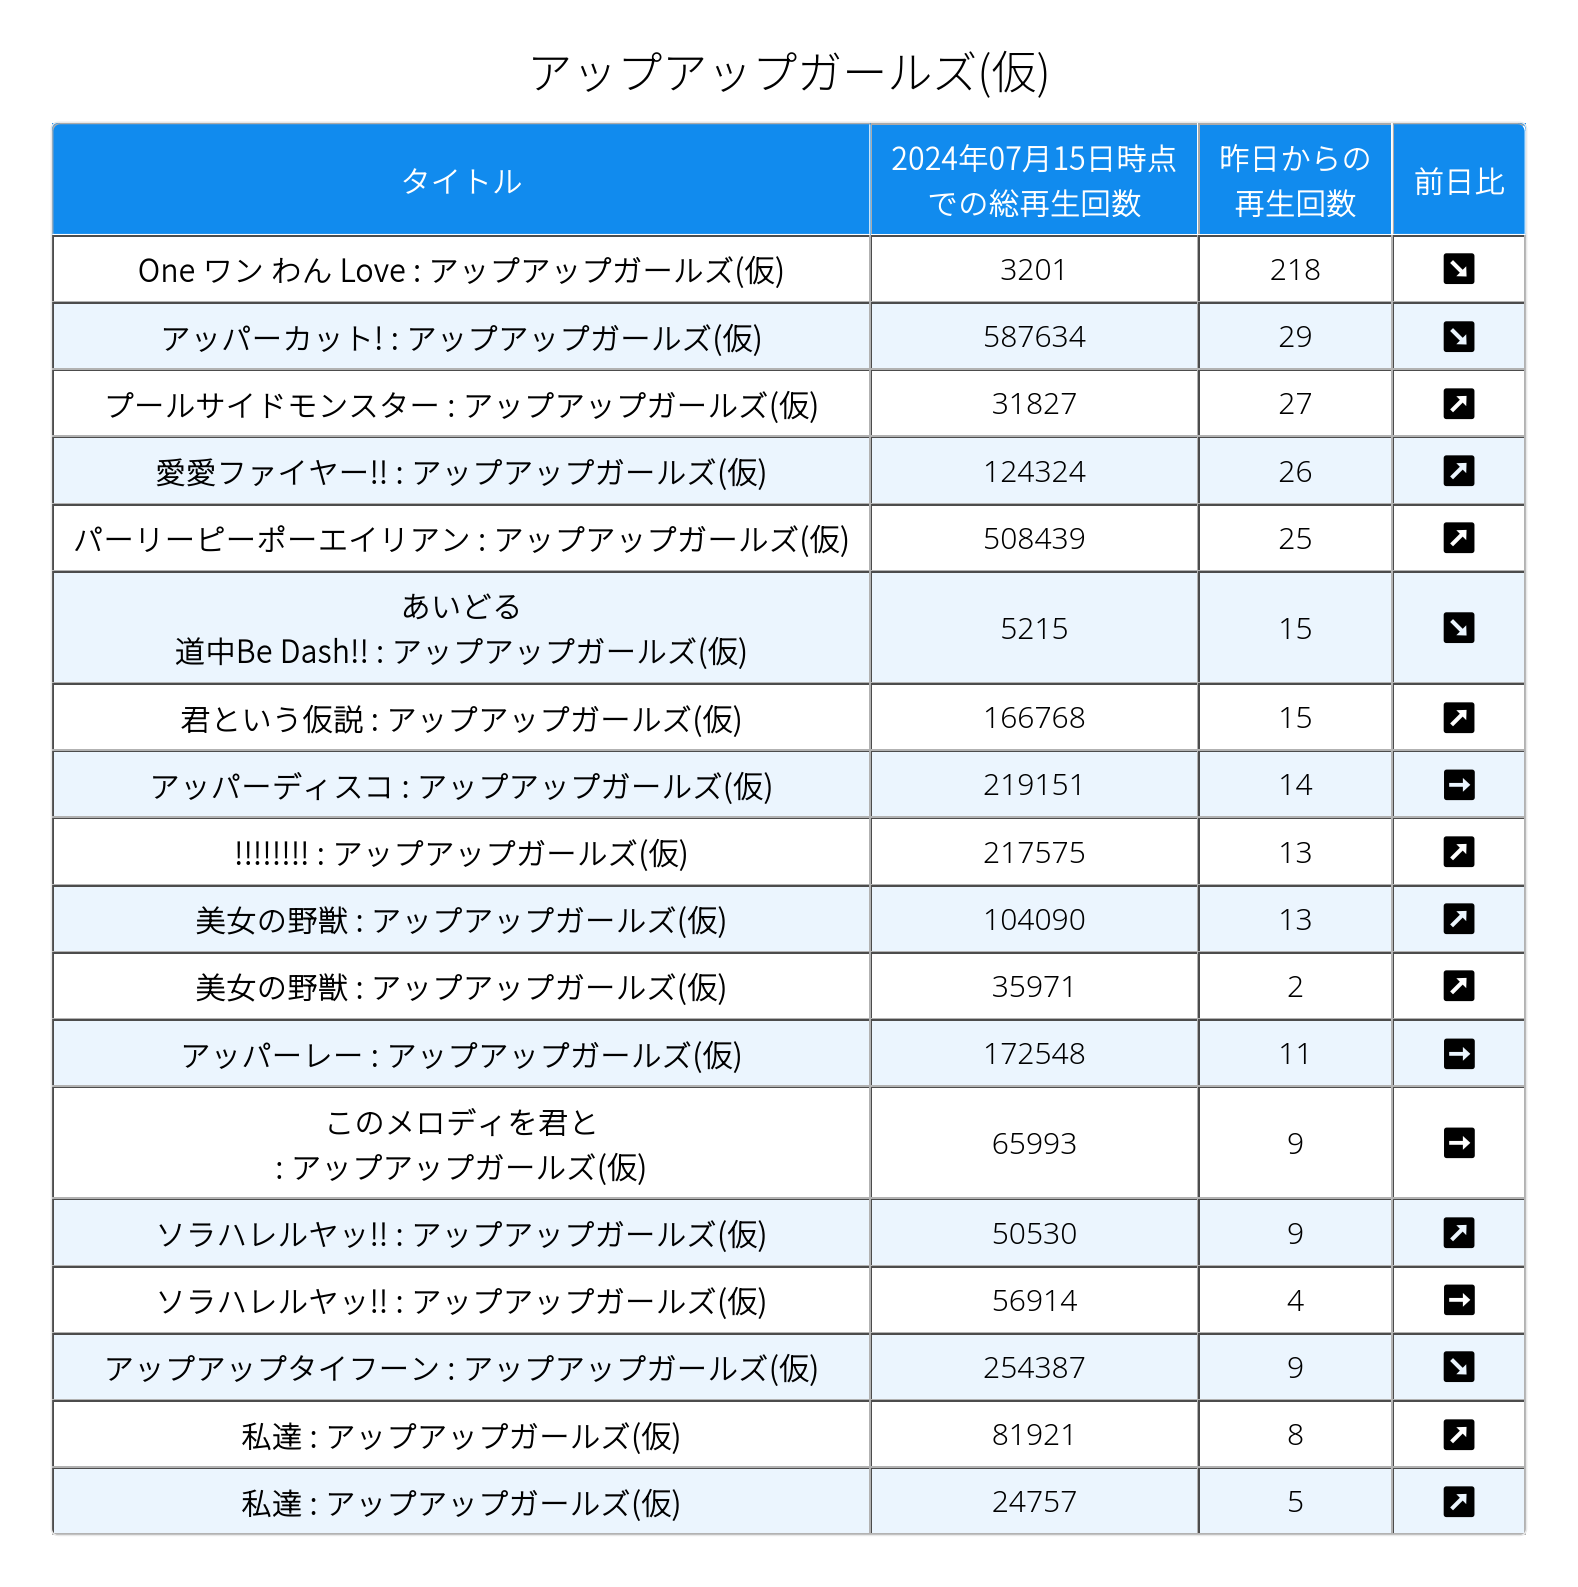 アップアップガールズ(仮)
タイトル
2024年07月15日時点
での総再生回数
昨日からの
再生回数
前日比
One ワン わん Love : アップアップガールズ(仮) 3201 218 ↘
アッパーカット! : アップアップガールズ(仮) 587634 29 ↘
プールサイドモンスター : アップアップガールズ(仮) 31827 27 ↗
愛愛ファイヤー!! : アップアップガールズ(仮) 124324 26 ↗
パーリーピーポーエイリアン : アップアップガールズ(仮) 508439 25 ↗
あいどる
道中Be Dash!! : アップアップガールズ(仮) 5215 15 ↘
君という仮説 : アップアップガールズ(仮) 166768 15 ↗
アッパーディスコ : アップアップガールズ(仮) 219151 14 →
!!!!!!!! : アップアップガールズ(仮) 217575 13 ↗
美女の野獣 : アップアップガールズ(仮) 104090 13 ↗
美女の野獣 : アップアップガールズ(仮) 35971 2 ↗
アッパーレー : アップアップガールズ(仮) 172548 11 →
このメロディを君と
: アップアップガールズ(仮) 65993 9 →
ソラハレルヤッ!! : アップアップガールズ(仮) 50530 9 ↗
ソラハレルヤッ!! : アップアップガールズ(仮) 56914 4 →
アップアップタイフーン : アップアップガールズ(仮) 254387 9 ↘
私達 : アップアップガールズ(仮) 81921 8 ↗
私達 : アップアップガールズ(仮) 24757 5 ↗